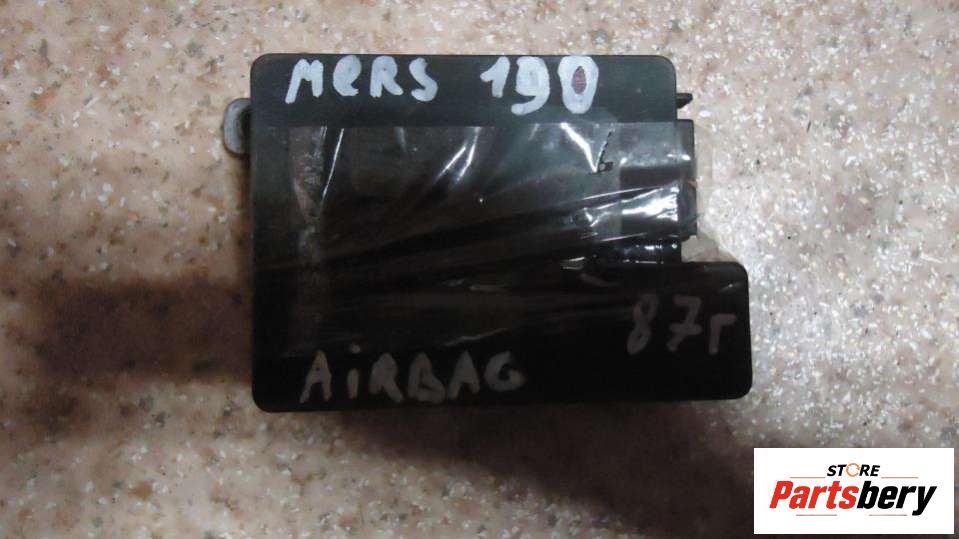 MERS 190
87г
AiRBAG
STORE
Partsbery